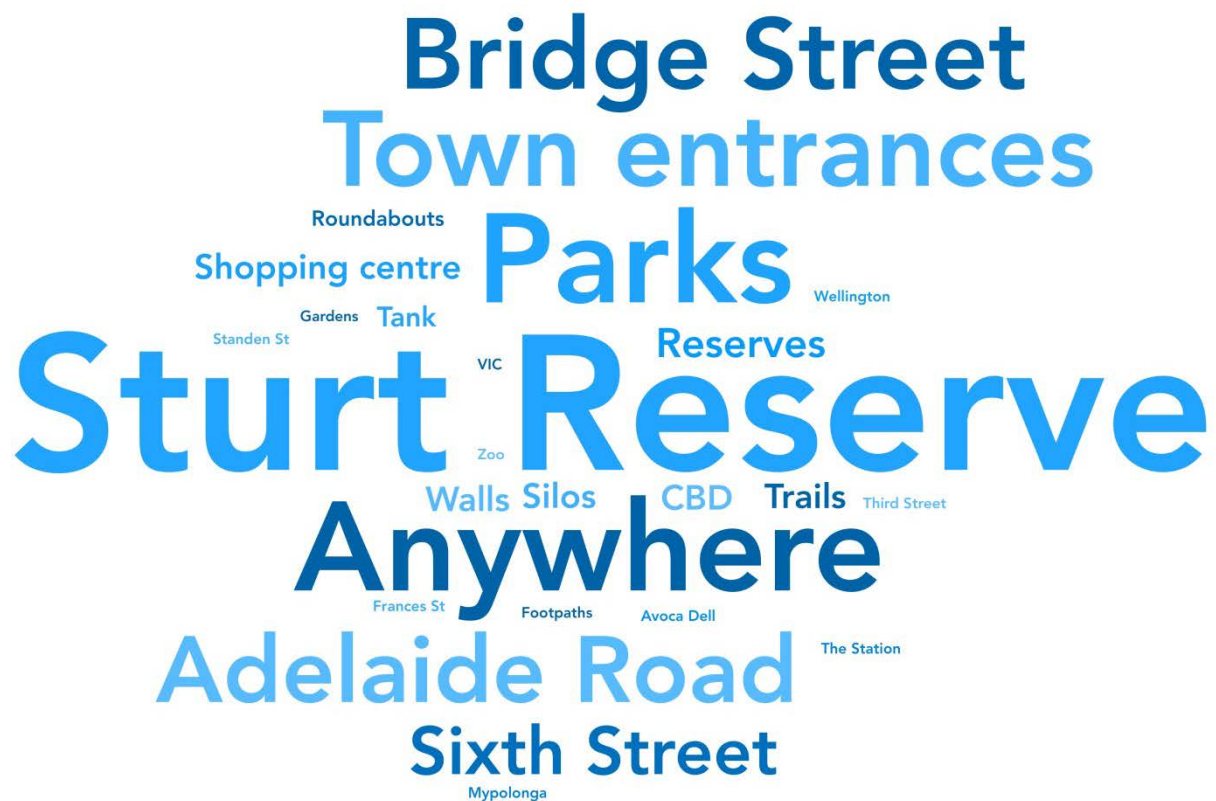 Bridge Street
Town entrances
Roundabouts
Parks
Shopping centre
Wellington
Gardens
Tank
Standen St
Reserves
VIC
Sturt Reserve
Zoo
Walls
Silos
CBD
Trails
Third Street
Anywhere
Frances St
Footpaths
Avoca Dell
Adelaide Road
The Station
Sixth Street
Mypolonga